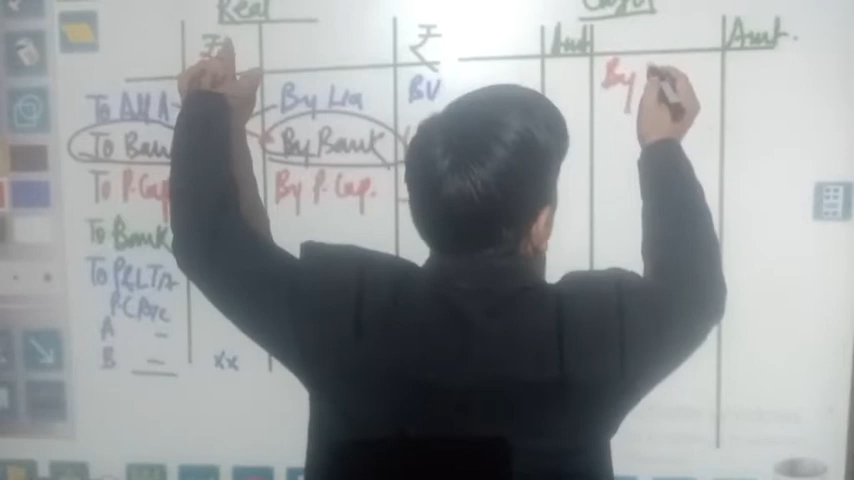 Real
₹ ₹ Amt Amt.
To All A By Lia BV By
To Ban By Bank
To P.Cap By P.Cap.
To Bank
To P&L TA
P.C A/c
A –
B – xx